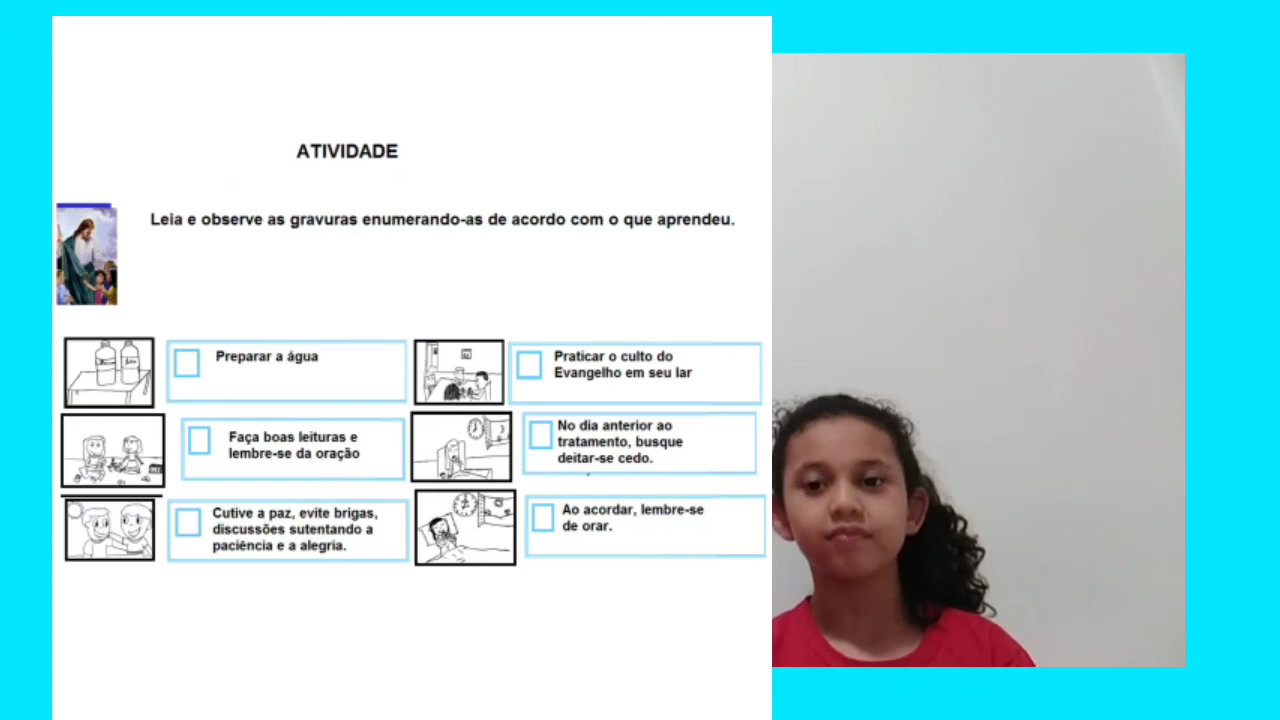 ATIVIDADE
Leia e observe as gravuras enumerando-as de acordo com o que aprendeu.
Preparar a água
Praticar o culto do
Evangelho em seu lar
Faça boas leituras e
lembre-se da oração
No dia anterior ao
tratamento, busque
deitar-se cedo.
Cutive a paz, evite brigas,
discussões sutentando a
paciência e a alegria.
Ao acordar, lembre-se
de orar.